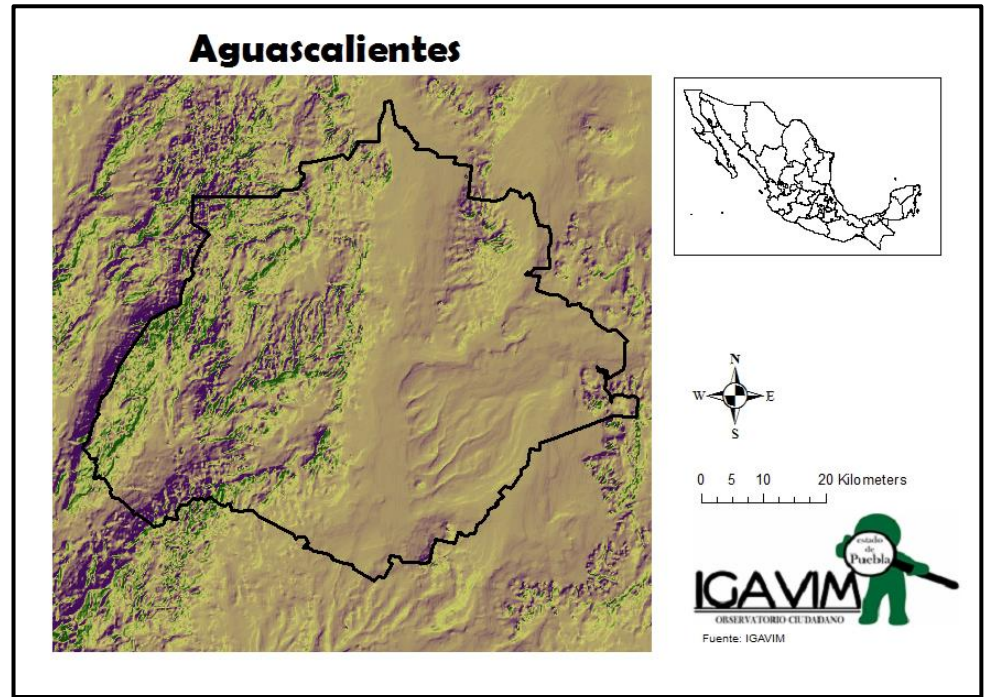 Aguascalientes
N
W E
S
0 5 10 20 Kilometers
estado
de
Puebla
IGAVIM
OBSERVATORIO CIUDADANO
Fuente: IGAVIM